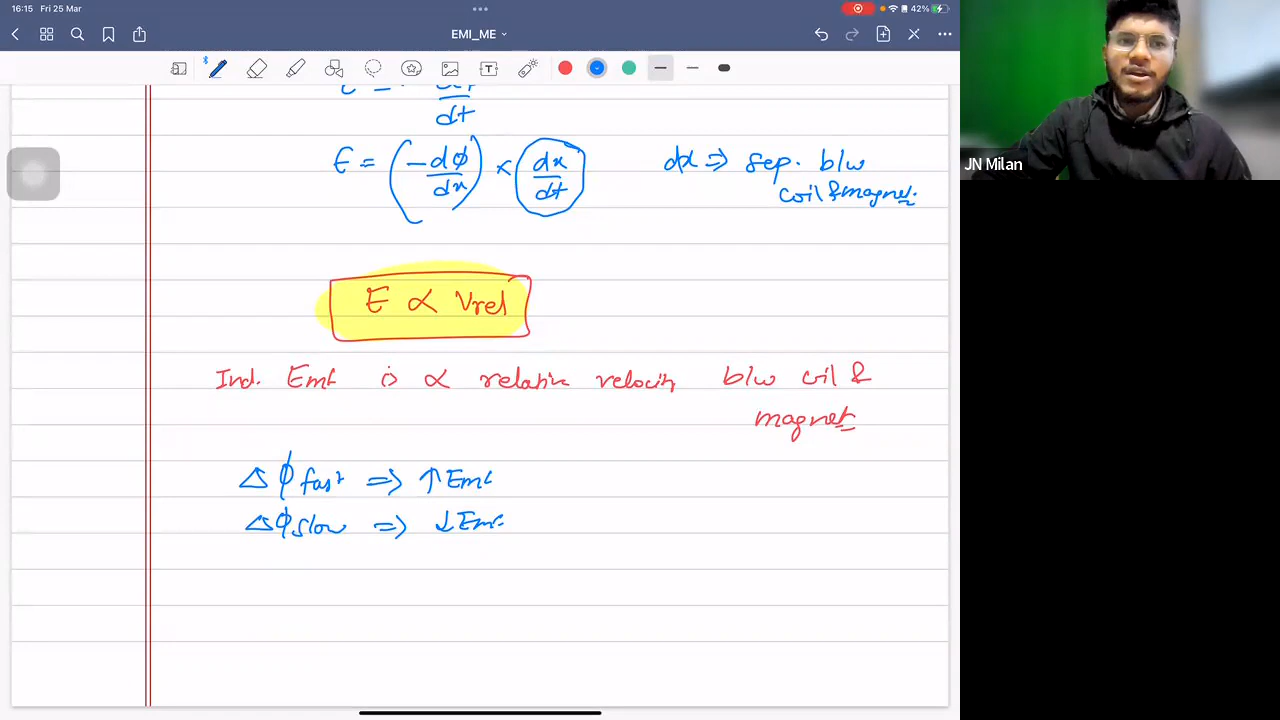 16:15 Fri 25 Mar
42%
EMI_ME
JN Milan
dt
E = (-dφ/dx) × (dx/dt)
dx ⇒ sep. b/w
coil & magnet.
E ∝ Vrel
Ind. Emf is ∝ relative velocity b/w coil &
magnet
Δφ fast ⇒ ↑ Emf
Δφ slow ⇒ ↓ Emf